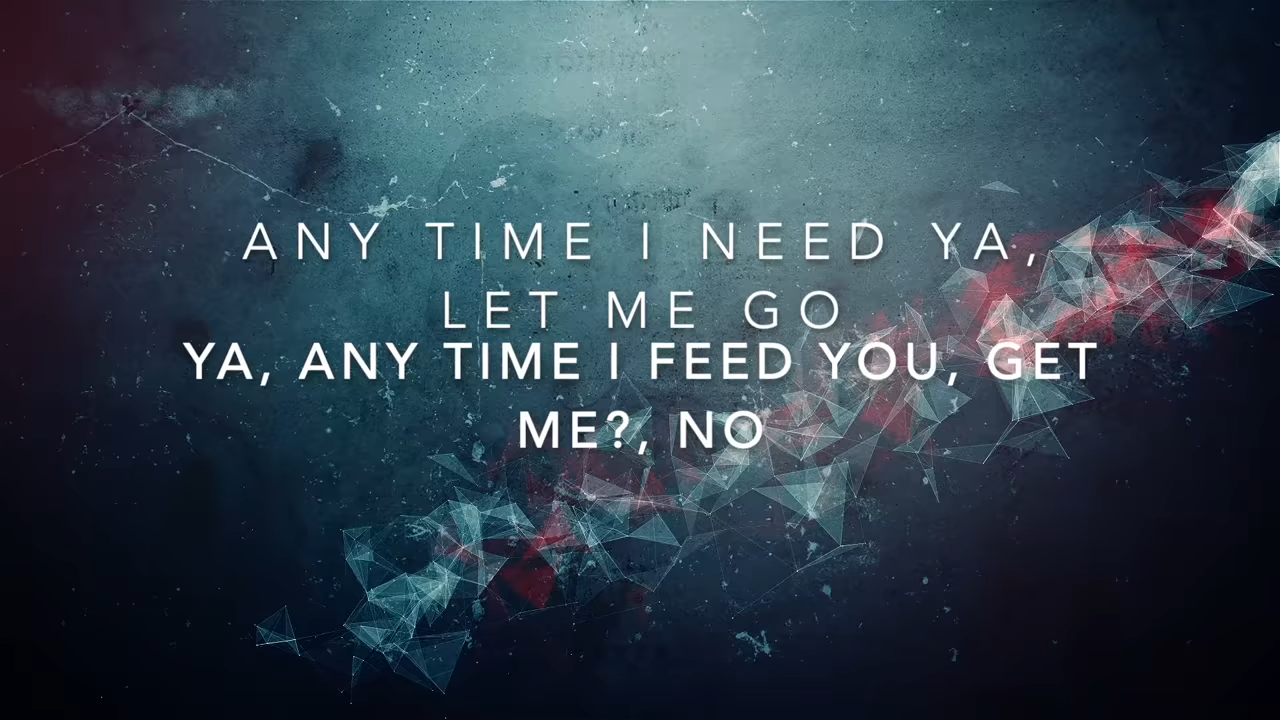 ANY TIME I NEED YA,
LET ME GO
YA, ANY TIME I FEED YOU, GET
ME?, NO